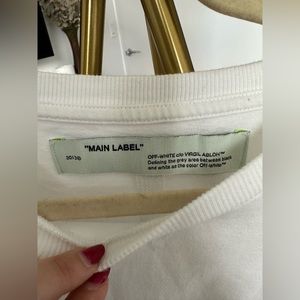 "MAIN LABEL"
OFF-WHITE c/o VIRGIL ABLOH™
Defining the grey area between black
and white as the color Off-White™